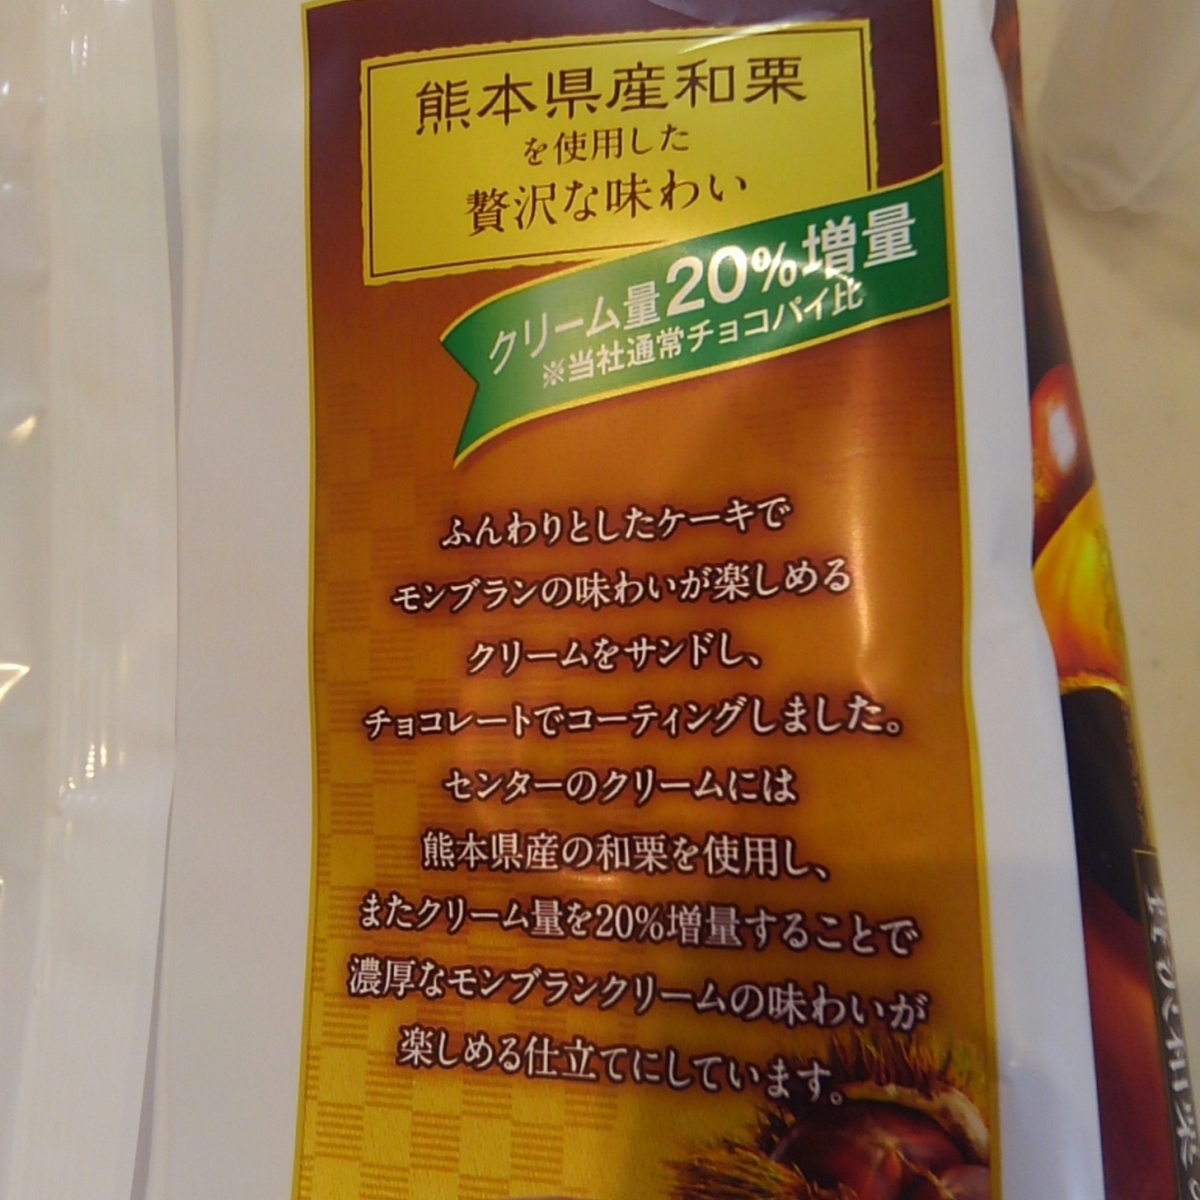 熊本県産和栗
を使用した
贅沢な味わい
クリーム量20%増量
※当社通常チョコパイ比
ふんわりとしたケーキで
モンブランの味わいが楽しめる
クリームをサンドし、
チョコレートでコーティングしました。
センターのクリームには
熊本県産の和栗を使用し、
またクリーム量を20%増量することで
濃厚なモンブランクリームの味わいが
楽しめる仕立てにしています。